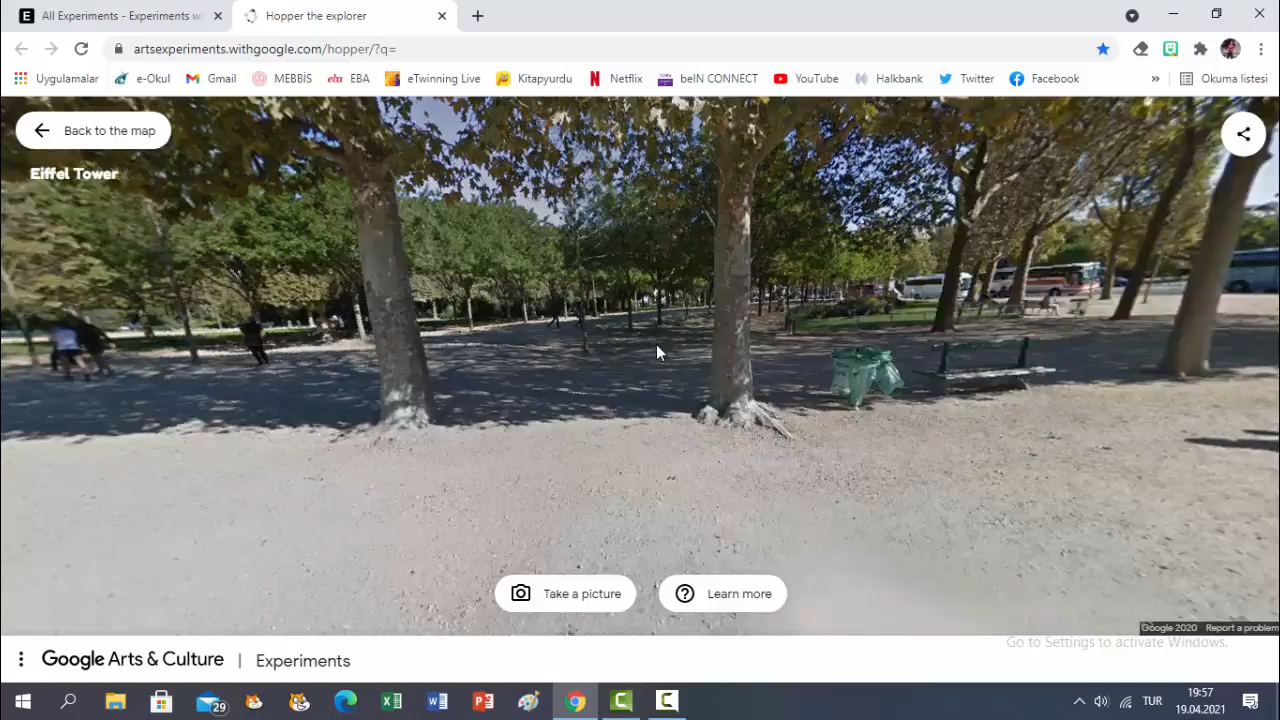 All Experiments - Experiments wi
Hopper the explorer
artsexperiments.withgoogle.com/hopper/?q=
Uygulamalar
e-Okul
Gmail
MEBBİS
eba EBA
eTwinning Live
Kitapyurdu
Netflix
beIN CONNECT
YouTube
Halkbank
Twitter
Facebook
»
Okuma listesi
Back to the map
Eiffel Tower
Take a picture
Learn more
Google 2020 Report a problem
Go to Settings to activate Windows.
Google Arts & Culture | Experiments
29
TUR
19:57
19.04.2021